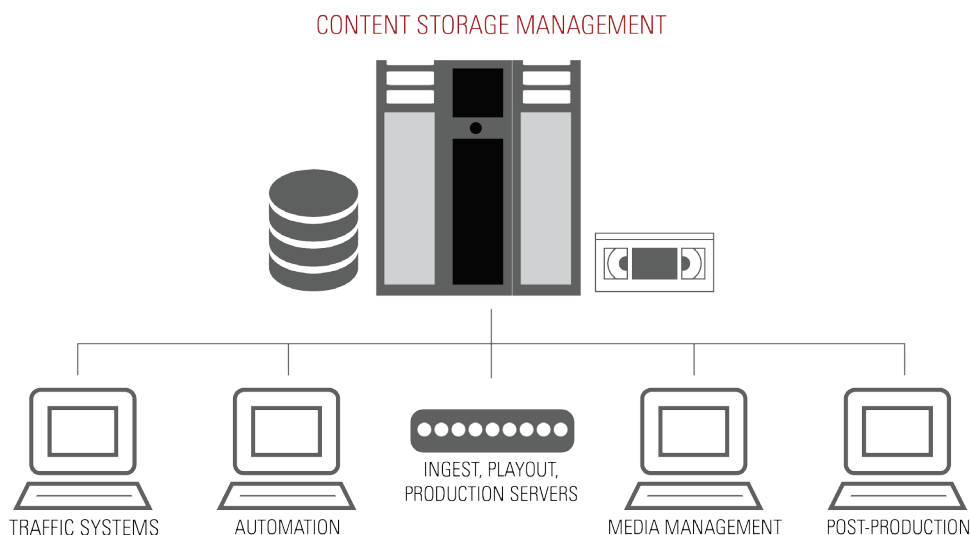 CONTENT STORAGE MANAGEMENT
INGEST, PLAYOUT,
PRODUCTION SERVERS
TRAFFIC SYSTEMS
AUTOMATION
MEDIA MANAGEMENT
POST-PRODUCTION